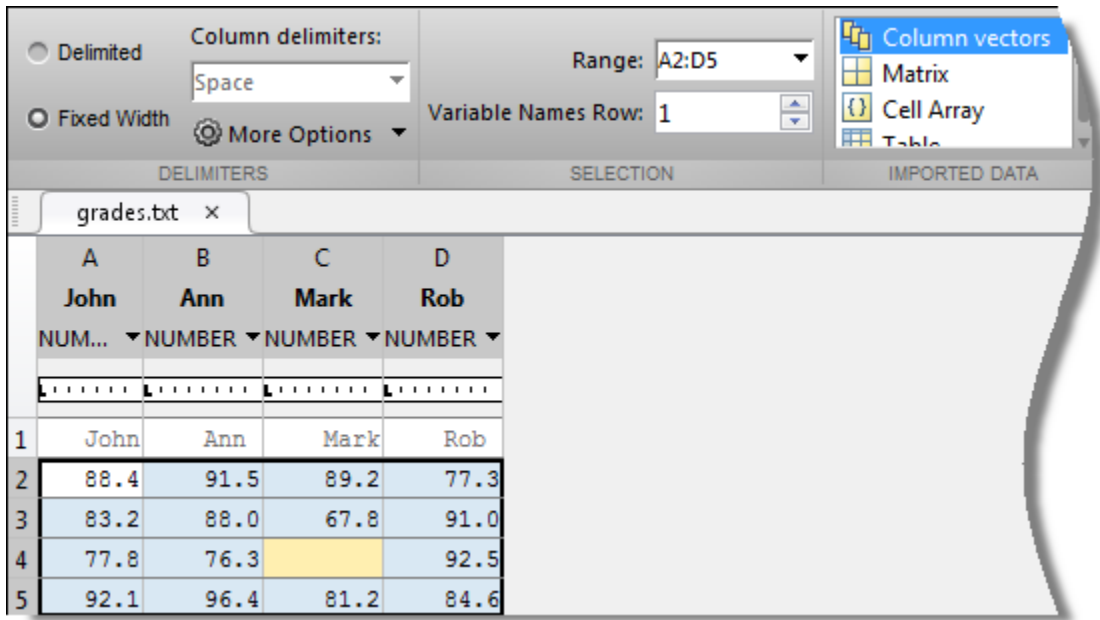 Delimited
Fixed Width
Column delimiters:
Space
More Options
DELIMITERS
Range: A2:D5
Variable Names Row: 1
SELECTION
Column vectors
Matrix
{} Cell Array
Table
IMPORTED DATA
grades.txt ×
A B C D
John Ann Mark Rob
NUM... NUMBER NUMBER NUMBER
1 John Ann Mark Rob
2 88.4 91.5 89.2 77.3
3 83.2 88.0 67.8 91.0
4 77.8 76.3 92.5
5 92.1 96.4 81.2 84.6